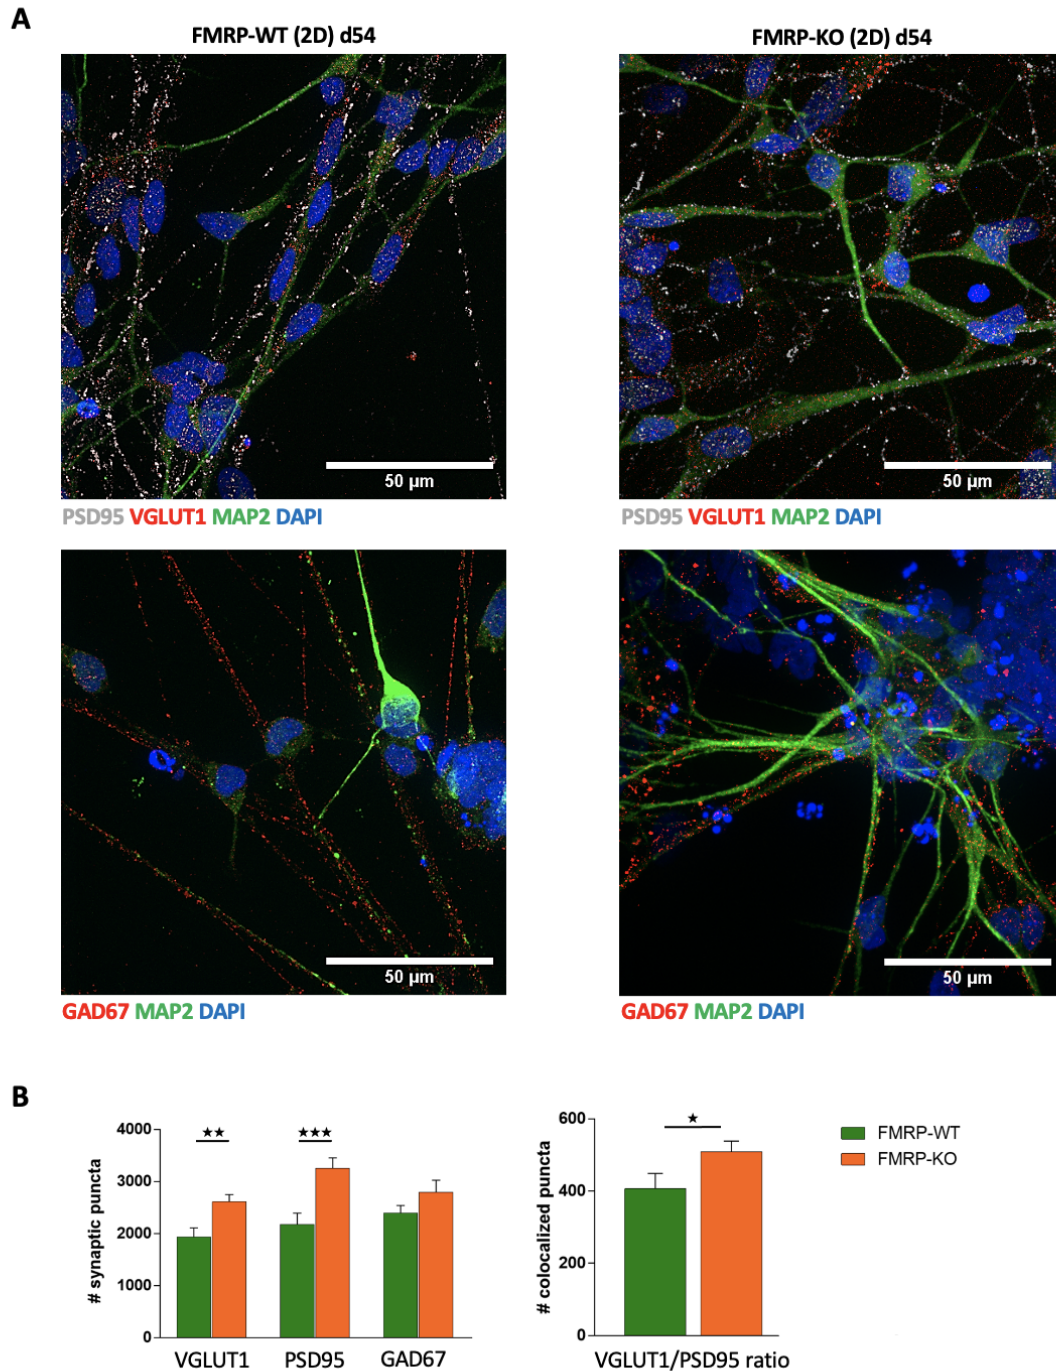 A
FMRP-WT (2D) d54
FMRP-KO (2D) d54
50 µm
50 µm
PSD95 VGLUT1 MAP2 DAPI
PSD95 VGLUT1 MAP2 DAPI
50 µm
50 µm
GAD67 MAP2 DAPI
GAD67 MAP2 DAPI
B
# synaptic puncta
4000
3000
2000
1000
0
★★
★★★
VGLUT1 PSD95 GAD67
# colocalized puncta
600
400
200
0
★
VGLUT1/PSD95 ratio
FMRP-WT
FMRP-KO